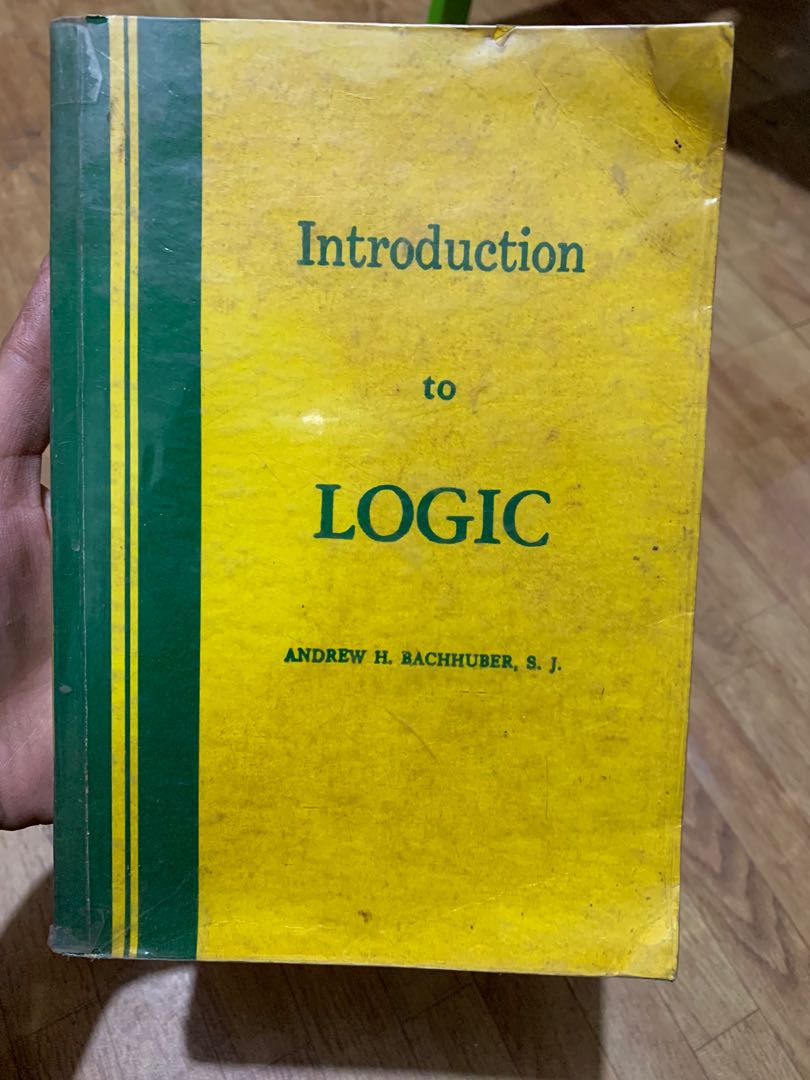 Introduction
to
LOGIC
ANDREW H. BACHHUBER, S. J.